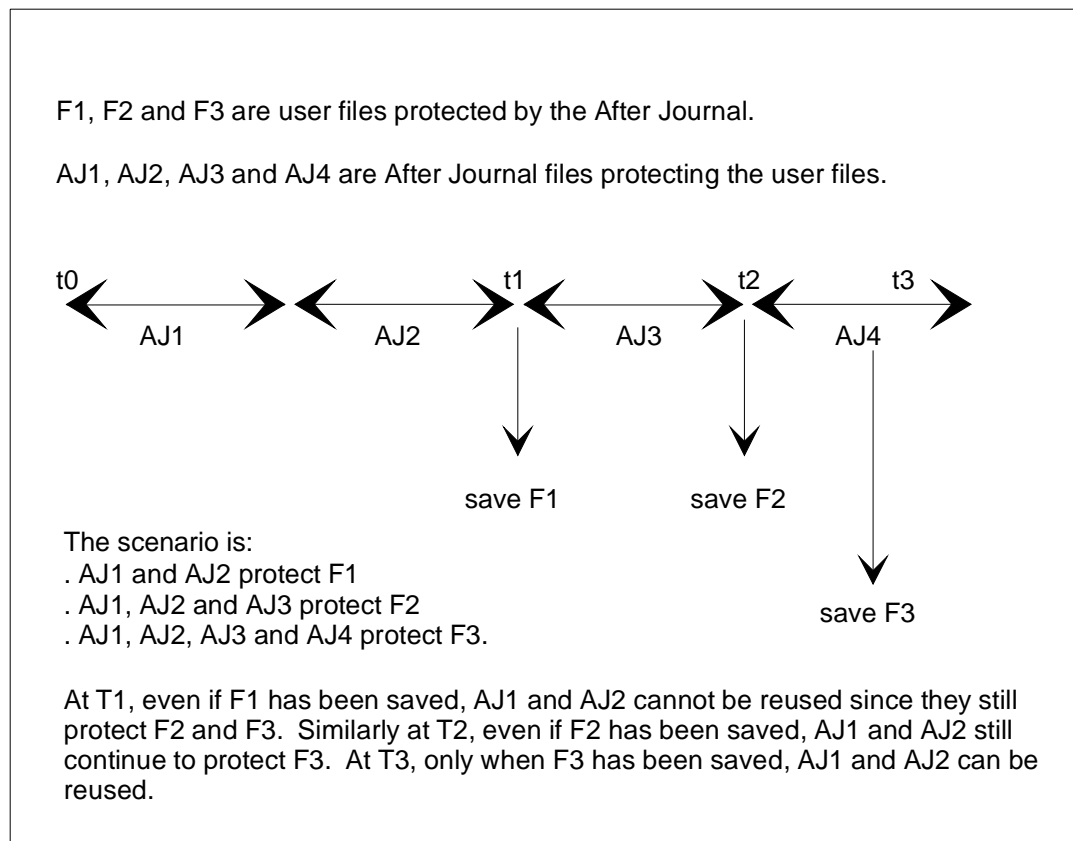 F1, F2 and F3 are user files protected by the After Journal.
AJ1, AJ2, AJ3 and AJ4 are After Journal files protecting the user files.
t0 t1 t2 t3
AJ1 AJ2 AJ3 AJ4
save F1 save F2
save F3
The scenario is:
. AJ1 and AJ2 protect F1
. AJ1, AJ2 and AJ3 protect F2
. AJ1, AJ2, AJ3 and AJ4 protect F3.
At T1, even if F1 has been saved, AJ1 and AJ2 cannot be reused since they still
protect F2 and F3.  Similarly at T2, even if F2 has been saved, AJ1 and AJ2 still
continue to protect F3.  At T3, only when F3 has been saved, AJ1 and AJ2 can be
reused.